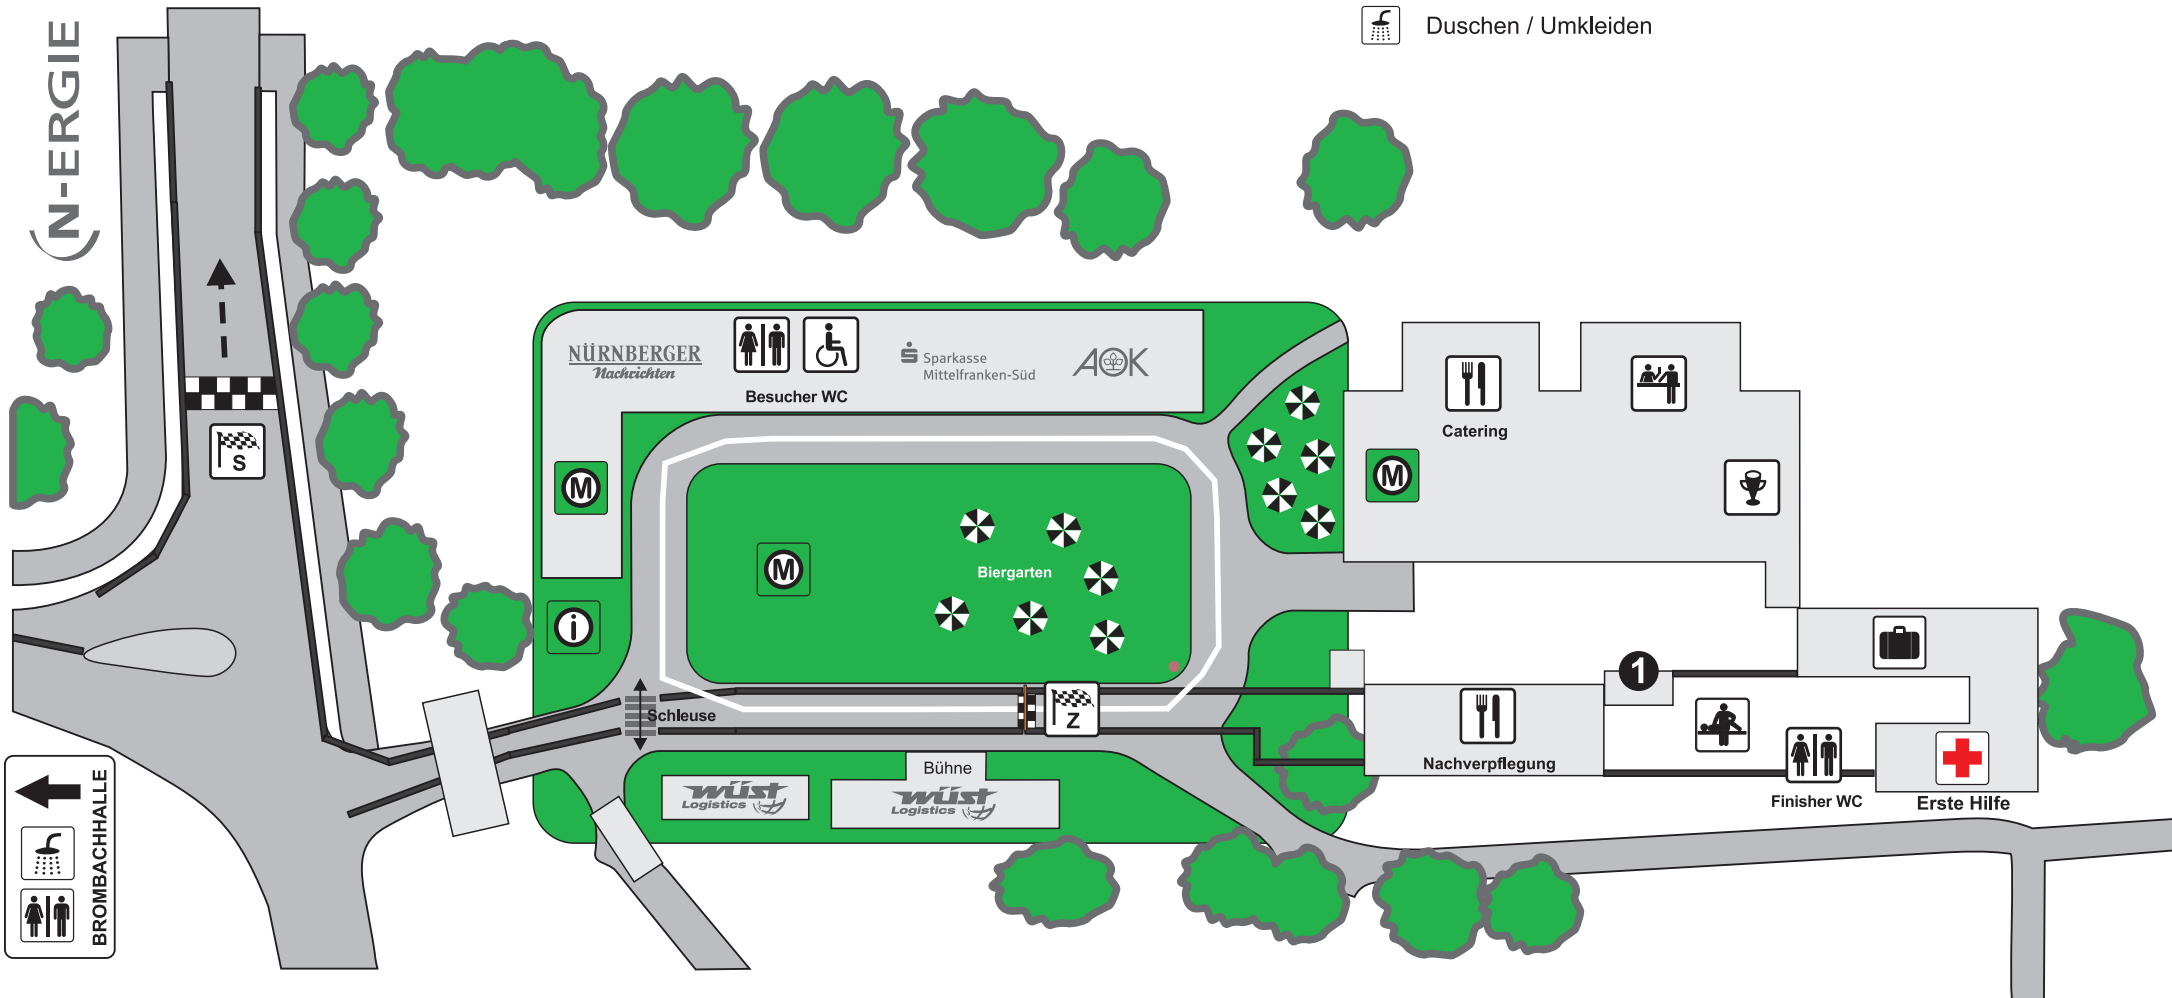 Duschen / Umkleiden
N-ERGIE
NÜRNBERGER
Nachrichten
Besucher WC
Sparkasse
Mittelfranken-Süd
AOK
Catering
S
M
M
M
Biergarten
i
1
Schleuse
Z
Nachverpflegung
Finisher WC
Erste Hilfe
Bühne
wüst
Logistics
wüst
Logistics
BROMBACHHALLE